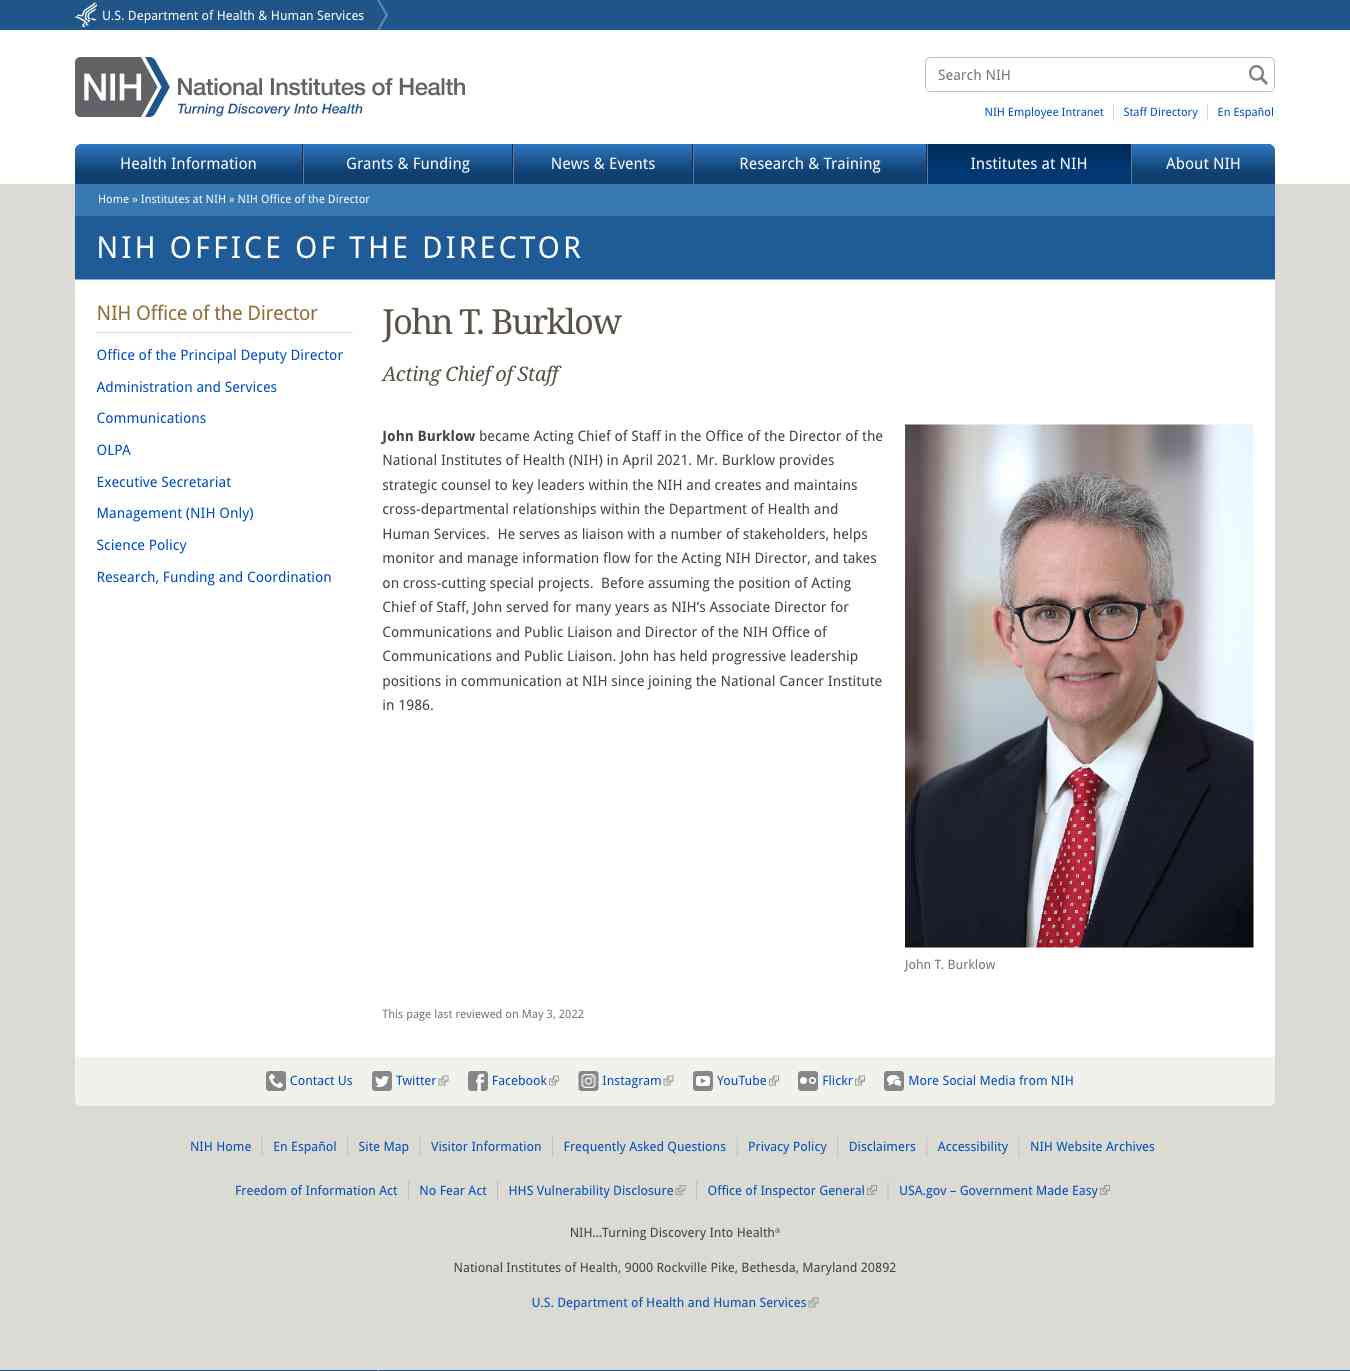 U.S. Department of Health & Human Services
NIH National Institutes of Health
Turning Discovery Into Health
Search NIH
NIH Employee Intranet Staff Directory En Español
Health Information Grants & Funding News & Events Research & Training Institutes at NIH About NIH
Home » Institutes at NIH » NIH Office of the Director
NIH OFFICE OF THE DIRECTOR
NIH Office of the Director
Office of the Principal Deputy Director
Administration and Services
Communications
OLPA
Executive Secretariat
Management (NIH Only)
Science Policy
Research, Funding and Coordination
John T. Burklow
Acting Chief of Staff
John Burklow became Acting Chief of Staff in the Office of the Director of the
National Institutes of Health (NIH) in April 2021. Mr. Burklow provides
strategic counsel to key leaders within the NIH and creates and maintains
cross-departmental relationships within the Department of Health and
Human Services.  He serves as liaison with a number of stakeholders, helps
monitor and manage information flow for the Acting NIH Director, and takes
on cross-cutting special projects.  Before assuming the position of Acting
Chief of Staff, John served for many years as NIH's Associate Director for
Communications and Public Liaison and Director of the NIH Office of
Communications and Public Liaison. John has held progressive leadership
positions in communication at NIH since joining the National Cancer Institute
in 1986.
John T. Burklow
This page last reviewed on May 3, 2022
Contact Us Twitter Facebook Instagram YouTube Flickr More Social Media from NIH
NIH Home En Español Site Map Visitor Information Frequently Asked Questions Privacy Policy Disclaimers Accessibility NIH Website Archives
Freedom of Information Act No Fear Act HHS Vulnerability Disclosure Office of Inspector General USA.gov – Government Made Easy
NIH…Turning Discovery Into Health®
National Institutes of Health, 9000 Rockville Pike, Bethesda, Maryland 20892
U.S. Department of Health and Human Services